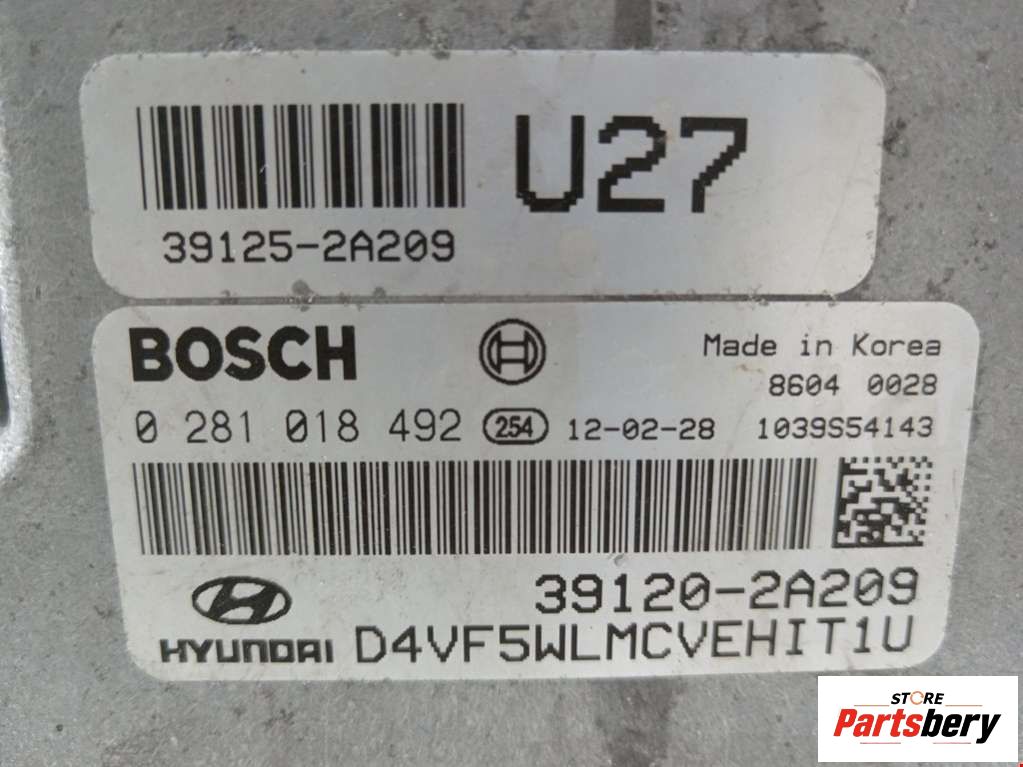 U27
39125-2A209
BOSCH
Made in Korea
8604 0028
0 281 018 492 254 12-02-28 1039S54143
39120-2A209
HYUNDAI D4VF5WLMCVEHIT1U
STORE
Partsbery